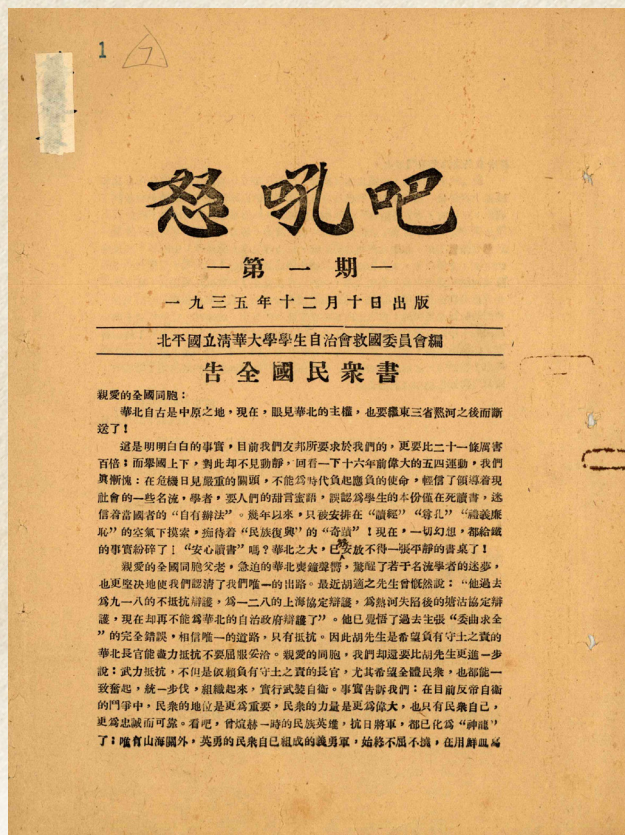 1
7
怒吼吧
—第一期—
一九三五年十二月十日出版
北平國立清華大學學生自治會救國委員會編
告全國民衆書
親愛的全國同胞：
華北自古是中原之地，現在，眼見華北的主權，也要繼東三省熱河之後而斷
送了！
這是明明白白的事實，目前我們友邦所要求於我們的，更要比二十一條厲害
百倍；而舉國上下，對此却不見動靜，回看一下十六年前偉大的五四運動，我們
眞慚愧：在危機日見嚴重的關頭，不能爲時代負起應負的使命，輕信了領導着現
社會的一些名流，學者，要人們的甜言蜜語，誤認爲學生的本份僅在死讀書，迷
信着當國者的“自有辦法”。幾年以來，只被安排在“讀經”“尊孔”“禮義廉
恥”的空氣下摸索，痴待着“民族復興”的“奇蹟”！現在，一切幻想，都給鐵
的事實粉碎了！“安心讀書”嗎？華北之大，已安放不得一張平靜的書桌了！
親愛的全國同胞父老，急迫的華北喪鐘聲響，驚醒了若干名流學者的迷夢，
也更堅决地使我們認清了我們唯一的出路。最近胡適之先生曾慨然說：“他過去
爲九一八的不抵抗辯護，爲一二八的上海協定辯護，爲熱河失陷後的塘沽協定辯
護，現在却再不能爲華北的自治政府辯護了”。他已覺悟了過去主張“委曲求全
”的完全錯誤，相信唯一的道路，只有抵抗。因此胡先生是希望負有守土之責的
華北長官能盡力抵抗不要屈服妥洽。親愛的同胞，我們却還要比胡先生更進一步
說：武力抵抗，不但是依賴負有守土之責的長官，尤其希望全體民衆，也都能一
致奮起，統一步伐，組織起來，實行武裝自衛。事實告訴我們：在目前反帝自衛
的鬥爭中，民衆的地位是更爲重要，民衆的力量是更爲偉大，也只有民衆自己，
更爲忠誠而可靠。看吧，曾煊赫一時的民族英雄，抗日將軍，都已化爲“神龍”
了；唯有山海關外，英勇的民衆自己組成的義勇軍，始終不屈不撓，在用鮮血寫